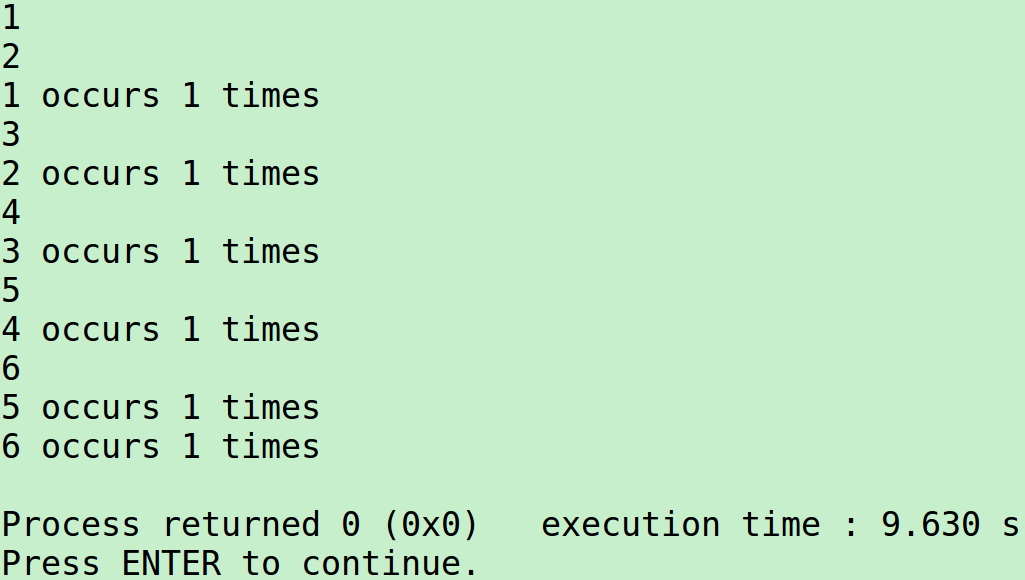 1
2
1 occurs 1 times
3
2 occurs 1 times
4
3 occurs 1 times
5
4 occurs 1 times
6
5 occurs 1 times
6 occurs 1 times
Process returned 0 (0x0)   execution time : 9.630 s
Press ENTER to continue.